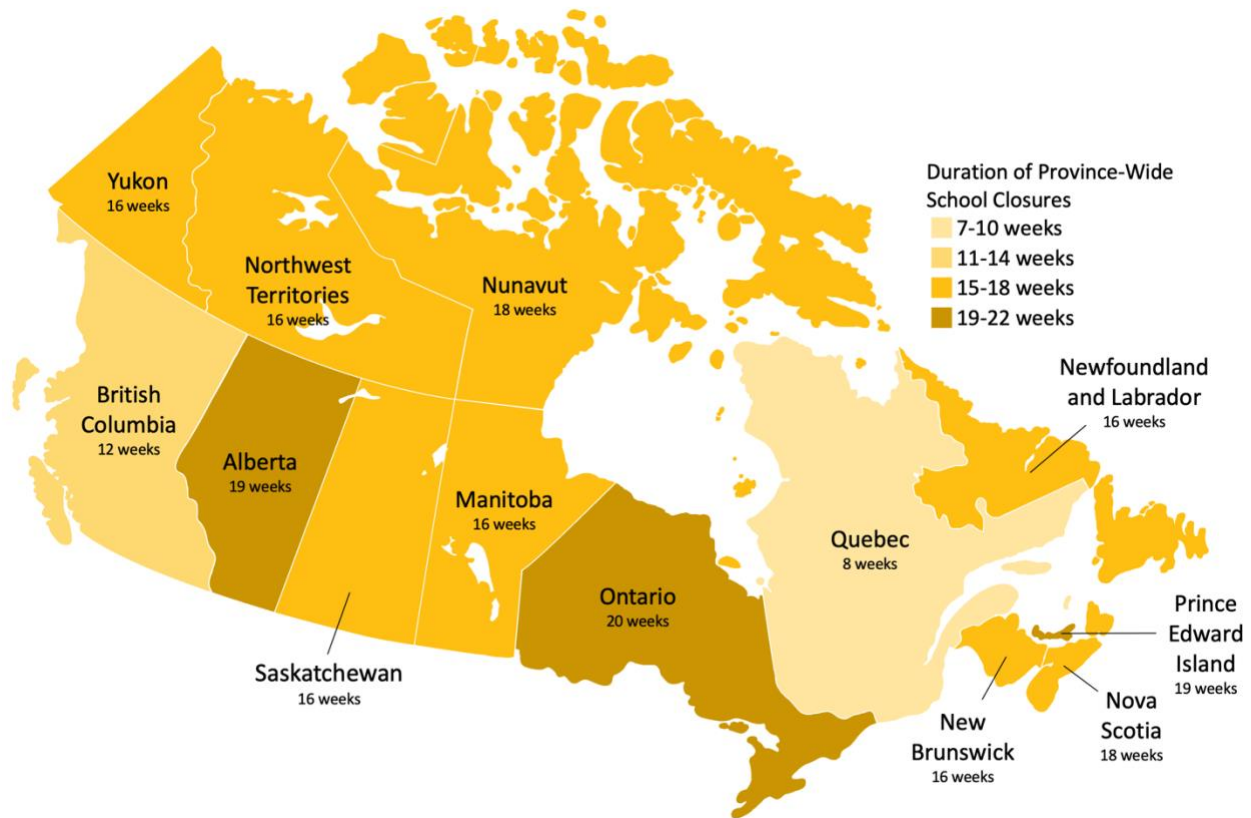 Yukon
16 weeks
Northwest
Territories
16 weeks
Nunavut
18 weeks
Duration of Province-Wide
School Closures
7-10 weeks
11-14 weeks
15-18 weeks
19-22 weeks
British
Columbia
12 weeks
Alberta
19 weeks
Saskatchewan
16 weeks
Manitoba
16 weeks
Ontario
20 weeks
Quebec
8 weeks
Newfoundland
and Labrador
16 weeks
Prince
Edward
Island
19 weeks
Nova
Scotia
18 weeks
New
Brunswick
16 weeks